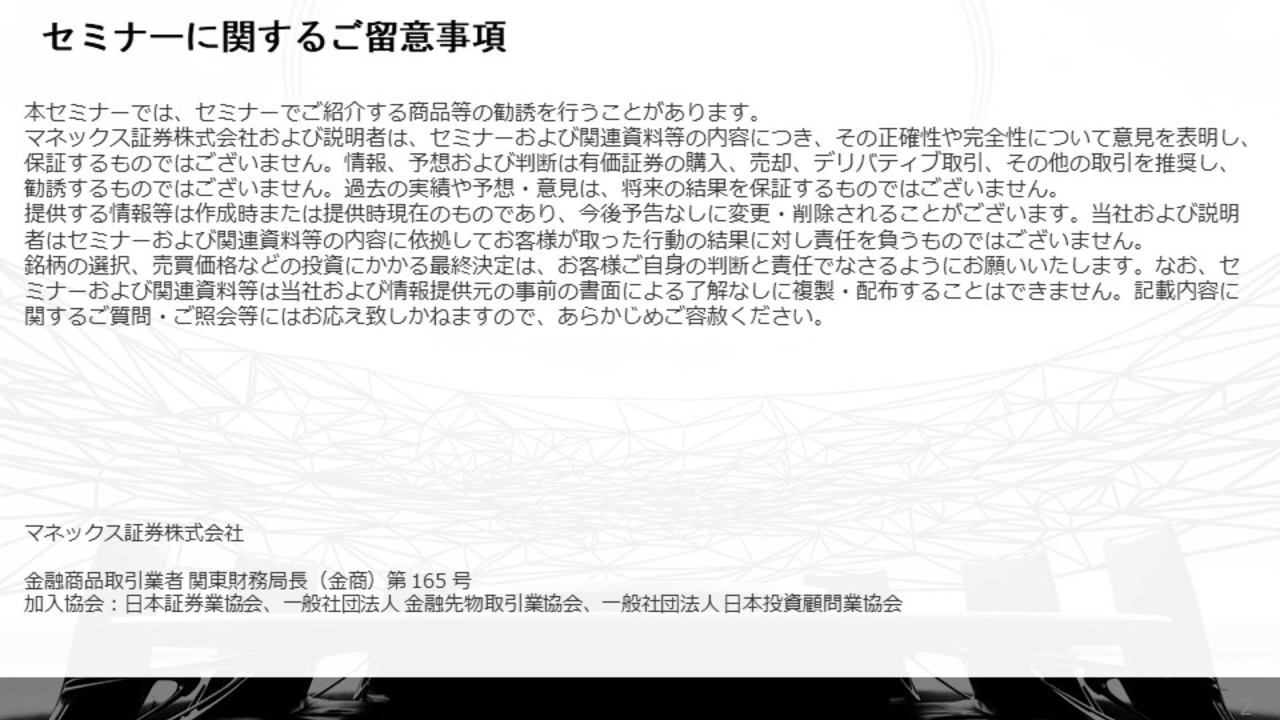 セミナーに関するご留意事項
本セミナーでは、セミナーでご紹介する商品等の勧誘を行うことがあります。
マネックス証券株式会社および説明者は、セミナーおよび関連資料等の内容につき、その正確性や完全性について意見を表明し、
保証するものではございません。情報、予想および判断は有価証券の購入、売却、デリバティブ取引、その他の取引を推奨し、
勧誘するものではございません。過去の実績や予想・意見は、将来の結果を保証するものではございません。
提供する情報等は作成時または提供時現在のものであり、今後予告なしに変更・削除されることがございます。当社および説明
者はセミナーおよび関連資料等の内容に依拠してお客様が取った行動の結果に対し責任を負うものではございません。
銘柄の選択、売買価格などの投資にかかる最終決定は、お客様ご自身の判断と責任でなさるようにお願いいたします。なお、セ
ミナーおよび関連資料等は当社および情報提供元の事前の書面による了解なしに複製・配布することはできません。記載内容に
関するご質問・ご照会等にはお応え致しかねますので、あらかじめご容赦ください。
マネックス証券株式会社
金融商品取引業者 関東財務局長（金商）第 165 号
加入協会：日本証券業協会、一般社団法人 金融先物取引業協会、一般社団法人 日本投資顧問業協会
2